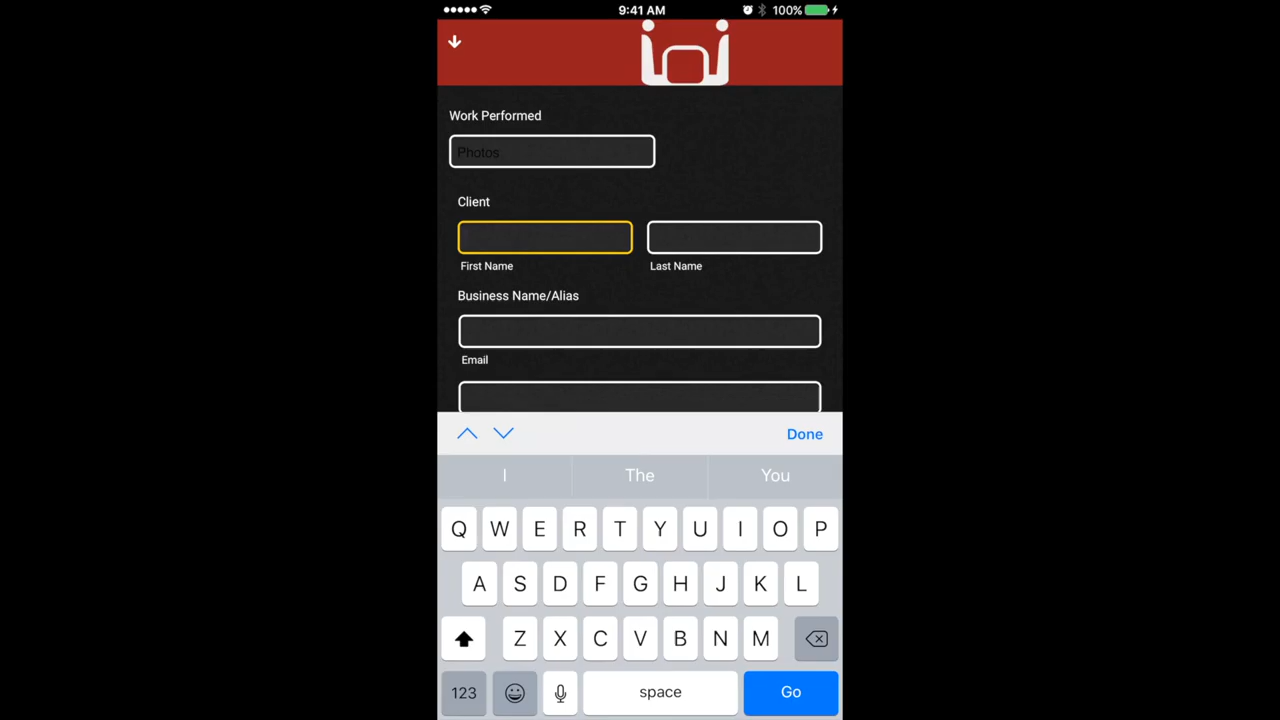 9:41 AM
100%
Work Performed
Photos
Client
First Name
Last Name
Business Name/Alias
Email
Done
I The You
Q W E R T Y U I O P
A S D F G H J K L
Z X C V B N M
123 space Go